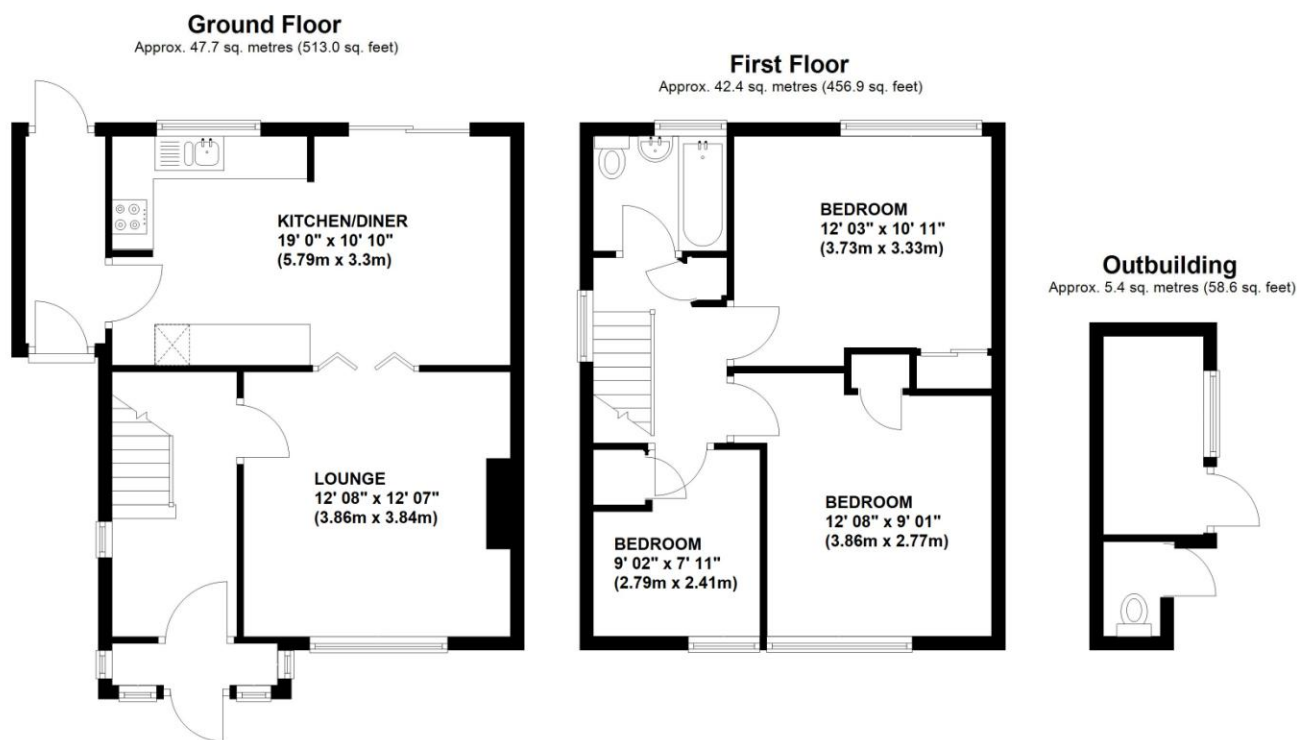 Ground Floor
Approx. 47.7 sq. metres (513.0 sq. feet)
KITCHEN/DINER
19' 0" x 10' 10"
(5.79m x 3.3m)
LOUNGE
12' 08" x 12' 07"
(3.86m x 3.84m)
First Floor
Approx. 42.4 sq. metres (456.9 sq. feet)
BEDROOM
12' 03" x 10' 11"
(3.73m x 3.33m)
BEDROOM
12' 08" x 9' 01"
(3.86m x 2.77m)
BEDROOM
9' 02" x 7' 11"
(2.79m x 2.41m)
Outbuilding
Approx. 5.4 sq. metres (58.6 sq. feet)